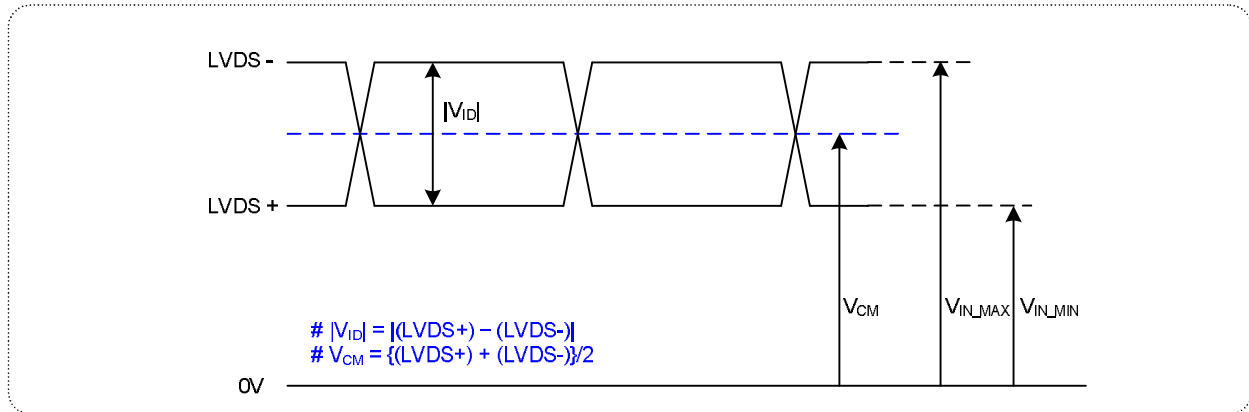 LVDS -
|VID|
LVDS +
VCM
VIN_MAX
VIN_MIN
# |VID| = |(LVDS+) – (LVDS-)|
# VCM = {(LVDS+) + (LVDS-)}/2
0V